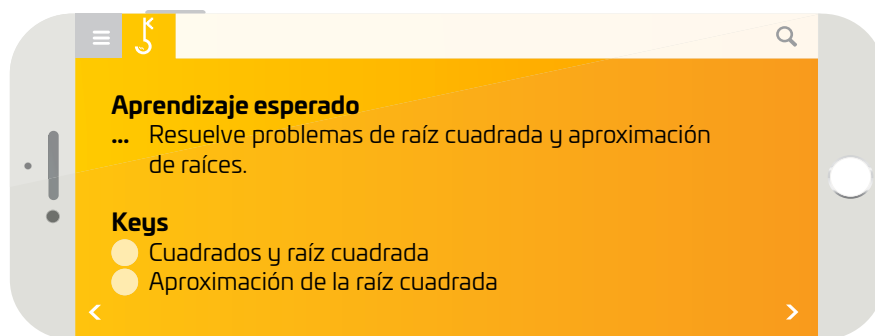 Aprendizaje esperado
... Resuelve problemas de raíz cuadrada y aproximación
de raíces.
Keys
Cuadrados y raíz cuadrada
Aproximación de la raíz cuadrada